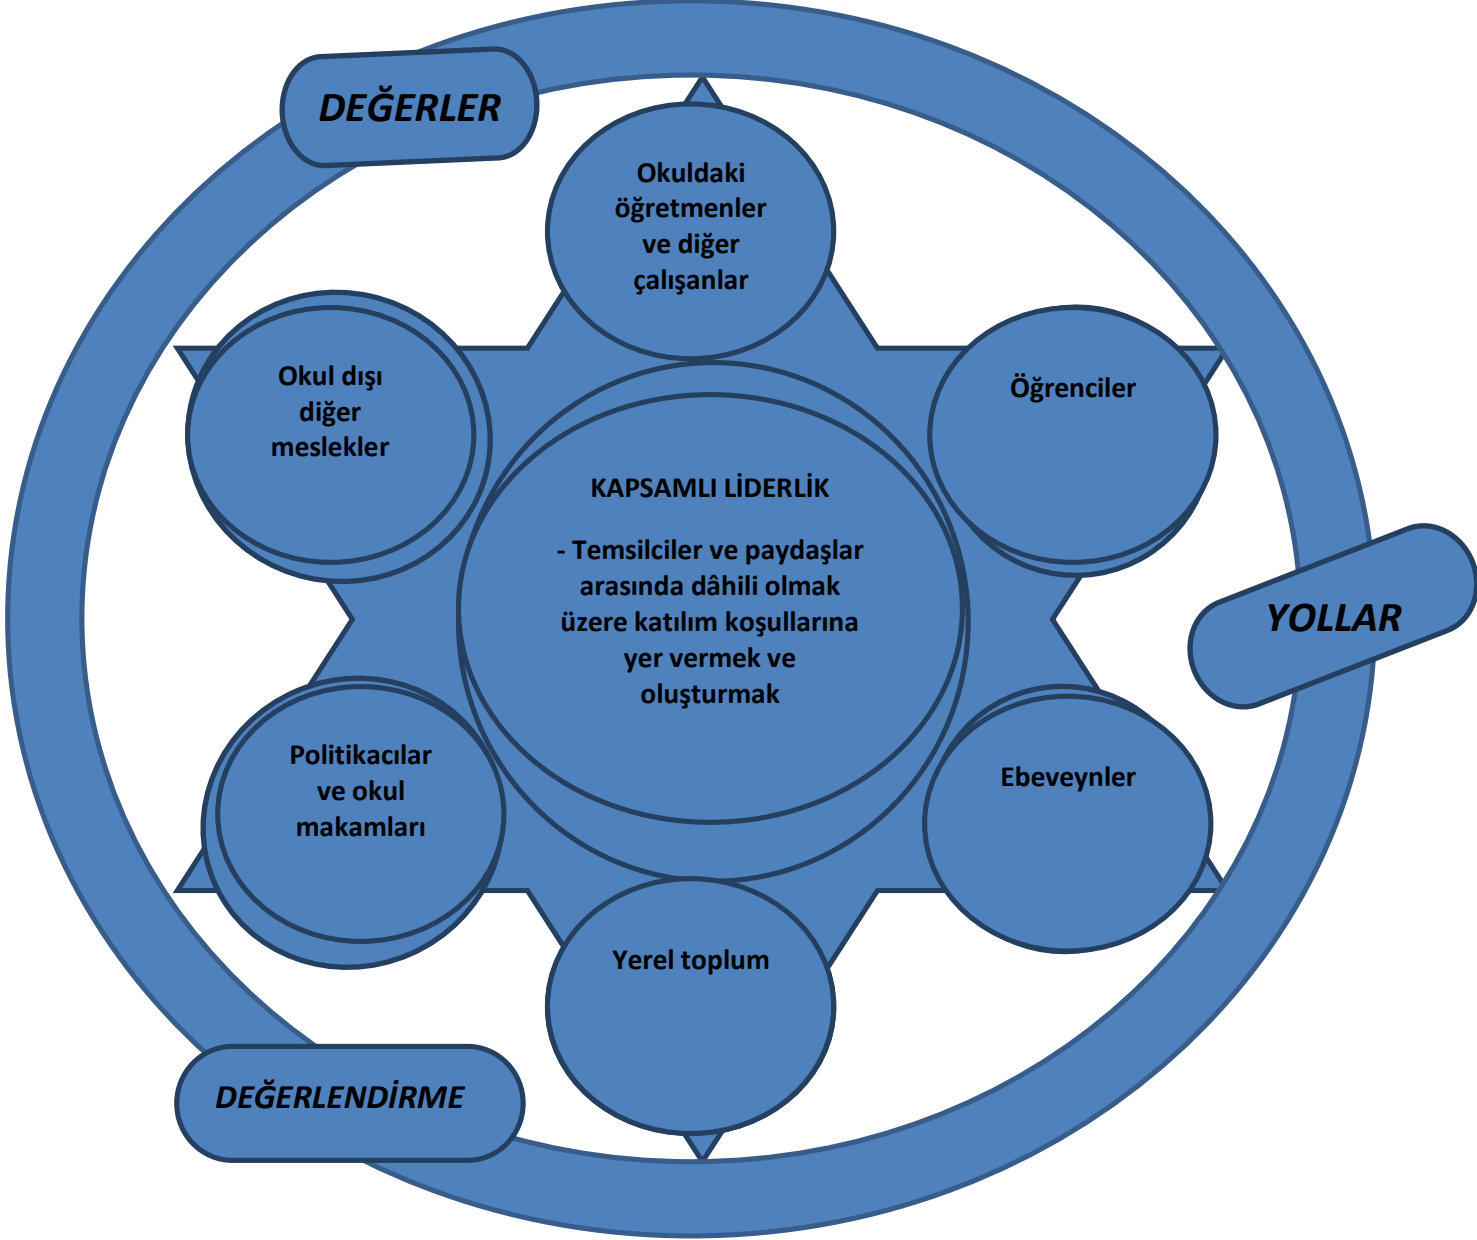 DEĞERLER
Okuldaki
öğretmenler
ve diğer
çalışanlar
Okul dışı
diğer
meslekler
Öğrenciler
KAPSAMLI LİDERLİK
- Temsilciler ve paydaşlar
arasında dâhili olmak
üzere katılım koşullarına
yer vermek ve
oluşturmak
YOLLAR
Politikacılar
ve okul
makamları
Ebeveynler
Yerel toplum
DEĞERLENDİRME